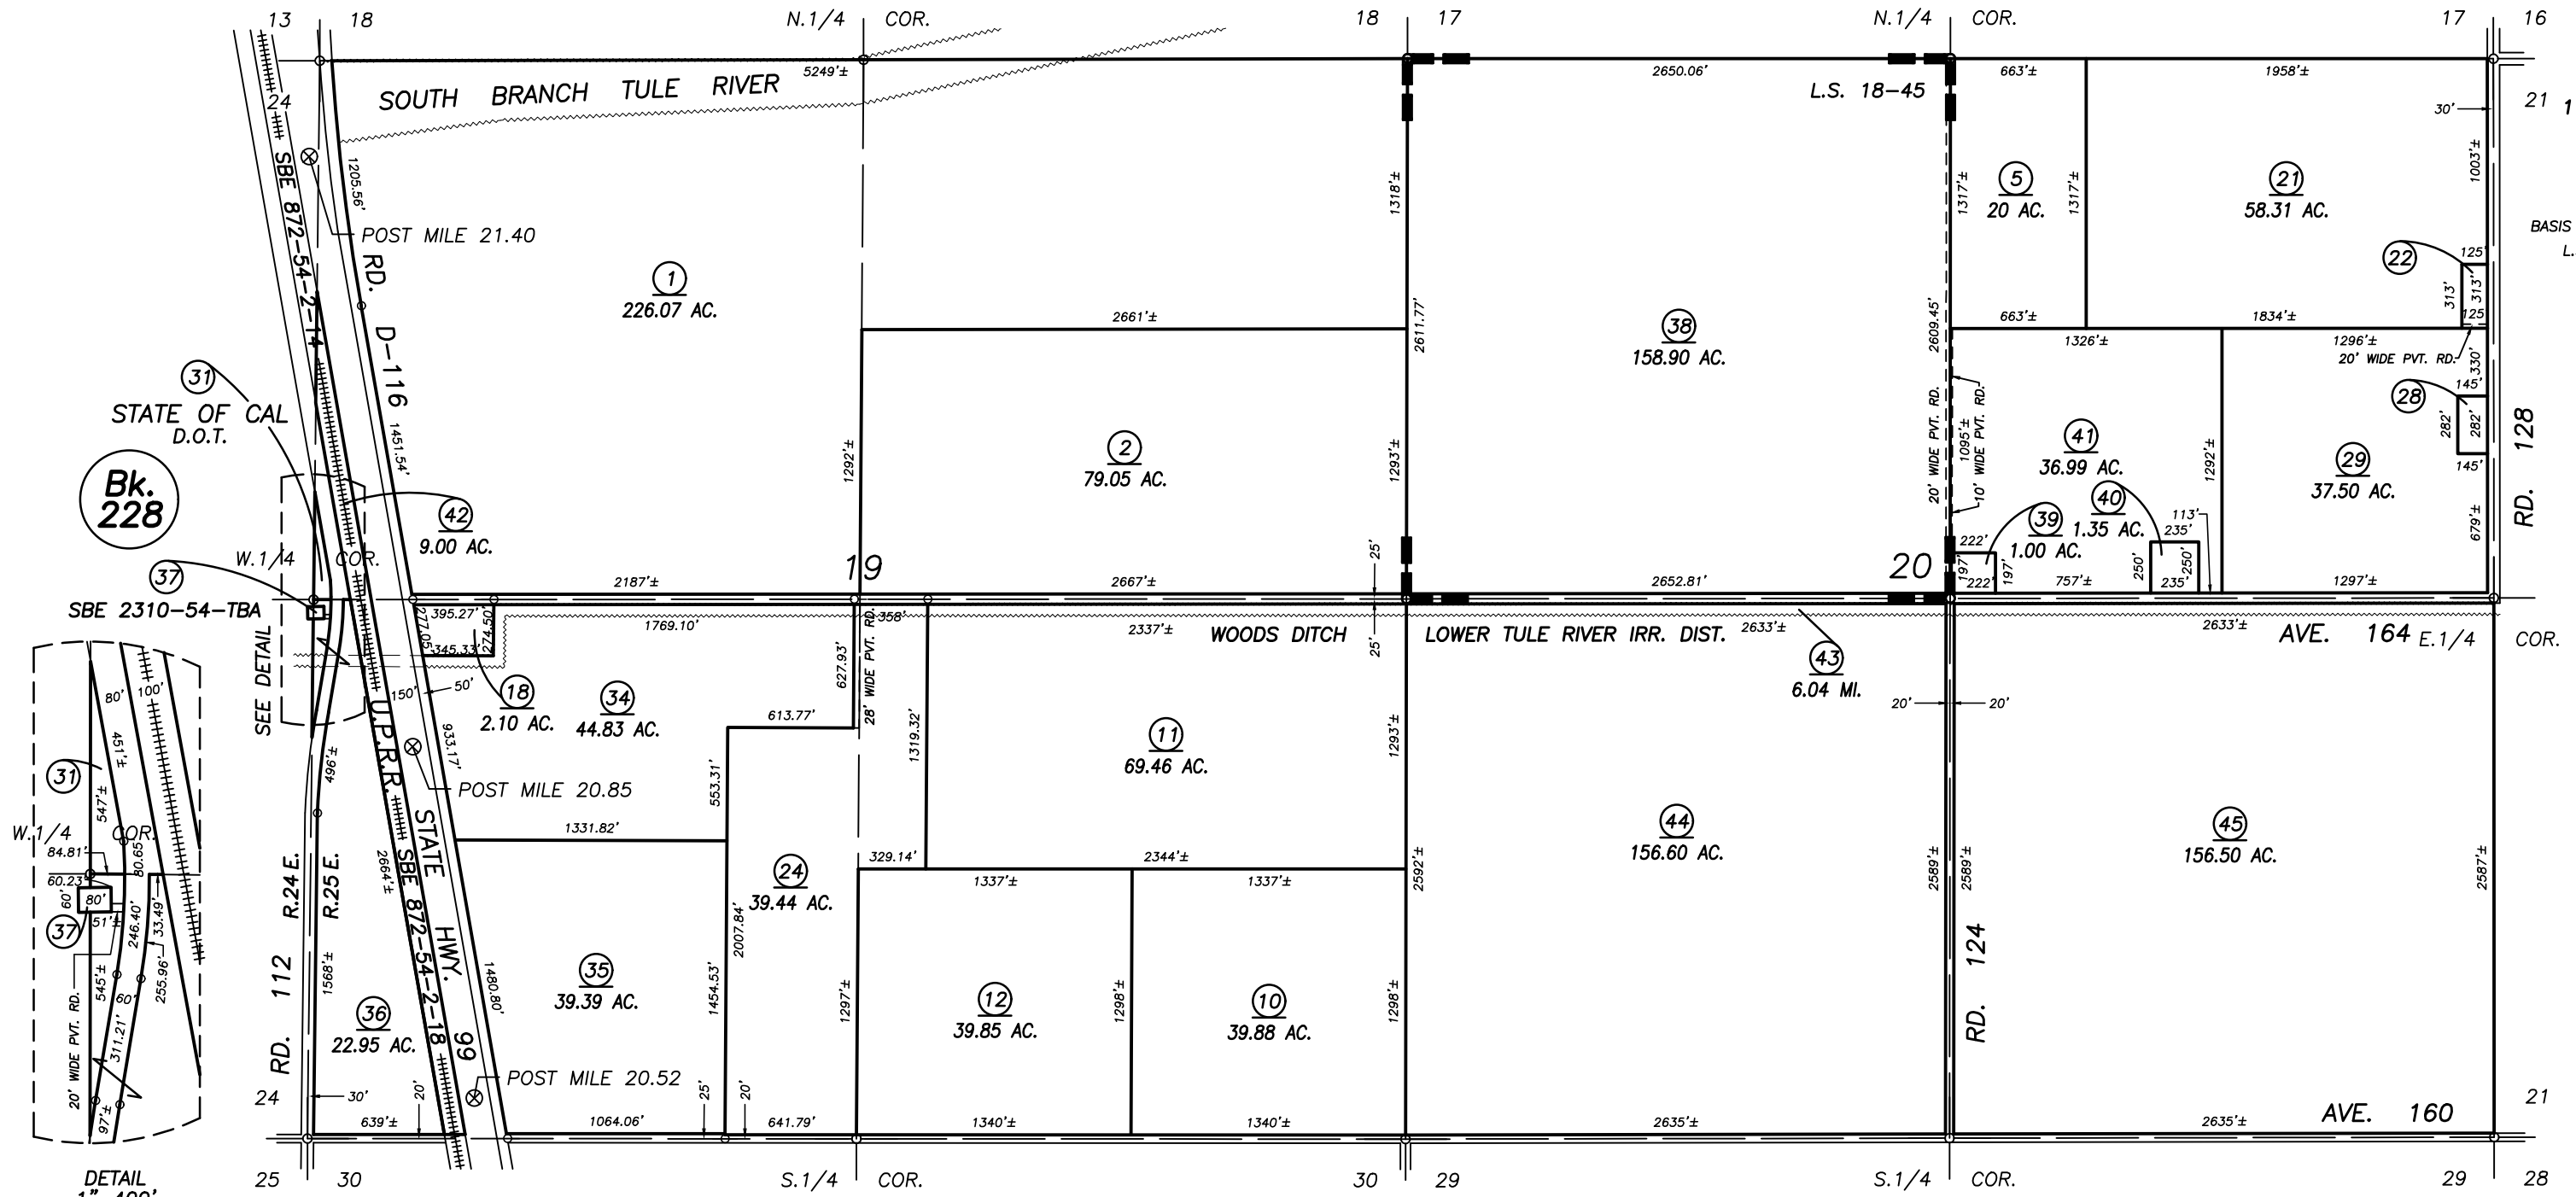 13 18 N.1/4 COR. 18 17 N.1/4 COR. 17 16
5249'± 2650.06' 663'± 1958'±
SOUTH BRANCH TULE RIVER L.S. 18-45
24 30' 21 1
SBE 872-54-2-14
1205.56' 1318'± 1317'± 1317'± 1003'±
POST MILE 21.40
5
20 AC.
21
58.31 AC.
BASIS
L.
22 125'
313' 313'
125'
RD. D-116
1
226.07 AC.
2661'± 2611.77' 2609.45' 663'± 1834'±
38
158.90 AC.
1326'± 1296'±
20' WIDE PVT. RD. 330'
31
STATE OF CAL
D.O.T.
1451.54'
145'
28
282' 282'
145'
RD. 128
Bk.
228
1292'±
2
79.05 AC.
1293'±
20' WIDE PVT. RD.
1095'±
10' WIDE PVT. RD.
41
36.99 AC.
1292'±
29
37.50 AC.
42
9.00 AC.
40
1.35 AC.
39
1.00 AC.
113'
235'
679'±
W.1/4 COR.
37
SBE 2310-54-TBA
222'
197' 197'
222'
250' 250'
235'
19 20
25'
2187'± 2667'± 2652.81' 757'± 1297'±
395.27' 358'
277.05' 274.50'
345.33'
1769.10' 2337'± 2633'± 2633'±
WOODS DITCH LOWER TULE RIVER IRR. DIST. AVE. 164 E.1/4 COR.
25'
SEE DETAIL
627.93'
28' WIDE PVT. RD.
43
6.04 MI.
150' 50'
18
2.10 AC.
34
44.83 AC.
20' 20'
613.77'
U.P.R.R.
496'±
933.17'
553.31'
1319.32'
11
69.46 AC.
1293'±
POST MILE 20.85
1331.82'
44
156.60 AC.
45
156.50 AC.
STATE HWY. 99
SBE 872-54-2-18
2664'±
R.24 E.
R.25 E.
24
39.44 AC.
329.14' 2344'±
1337'± 1337'±
2592'± 2589'± 2589'± 2587'±
2007.84'
RD. 112
1568'±
35
39.39 AC.
1480.80'
1454.53'
1297'±
12
39.85 AC.
1298'±
10
39.88 AC.
1298'±
RD. 124
36
22.95 AC.
POST MILE 20.52
24 30' 20' 25' 20' 21
639'± 1064.06' 641.79' 1340'± 1340'± 2635'± 2635'± AVE. 160
25 30 S.1/4 COR. 30 29 S.1/4 COR. 29 28
80' 100'
451'±
31
547'±
W.1/4 COR.
84.81' 80.65'
60.23'
60' 80'
51'±
37
246.40' 33.49'
255.96'
545'±
60'
20' WIDE PVT. RD.
311.21'
97'±
DETAIL